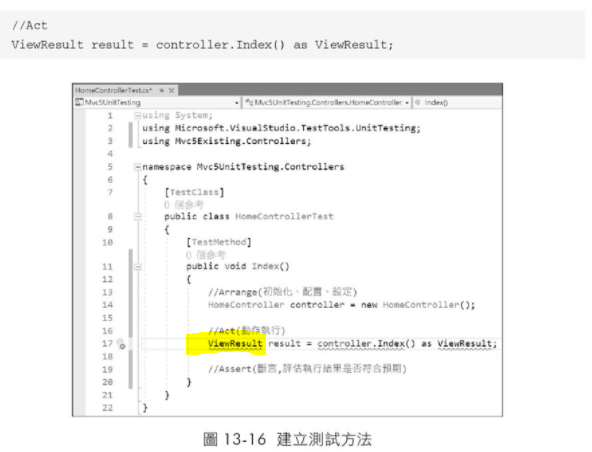 //Act
ViewResult result = controller.Index() as ViewResult;
HomeControllerTest.cs*
Mvc5UnitTesting Mvc5UnitTesting.Controllers.HomeController Index()
1 using System;
2 using Microsoft.VisualStudio.TestTools.UnitTesting;
3 using Mvc5Existing.Controllers;
4
5 namespace Mvc5UnitTesting.Controllers
6 {
7 [TestClass]
0 個參考
8 public class HomeControllerTest
9 {
10 [TestMethod]
0 個參考
11 public void Index()
12 {
13 //Arrange(初始化、配置、設定)
14 HomeController controller = new HomeController();
15
16 //Act(動作執行)
17 ViewResult result = controller.Index() as ViewResult;
18
19 //Assert(斷言,評估執行結果是否符合預期)
20 }
21 }
22 }
圖 13-16 建立測試方法